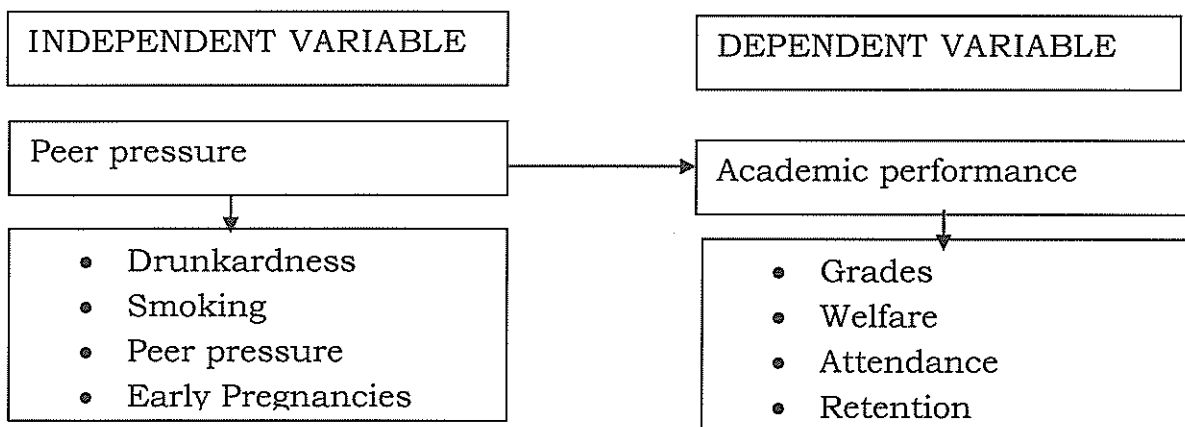 INDEPENDENT VARIABLE
DEPENDENT VARIABLE
Peer pressure
Academic performance
• Drunkardness
• Smoking
• Peer pressure
• Early Pregnancies
• Grades
• Welfare
• Attendance
• Retention